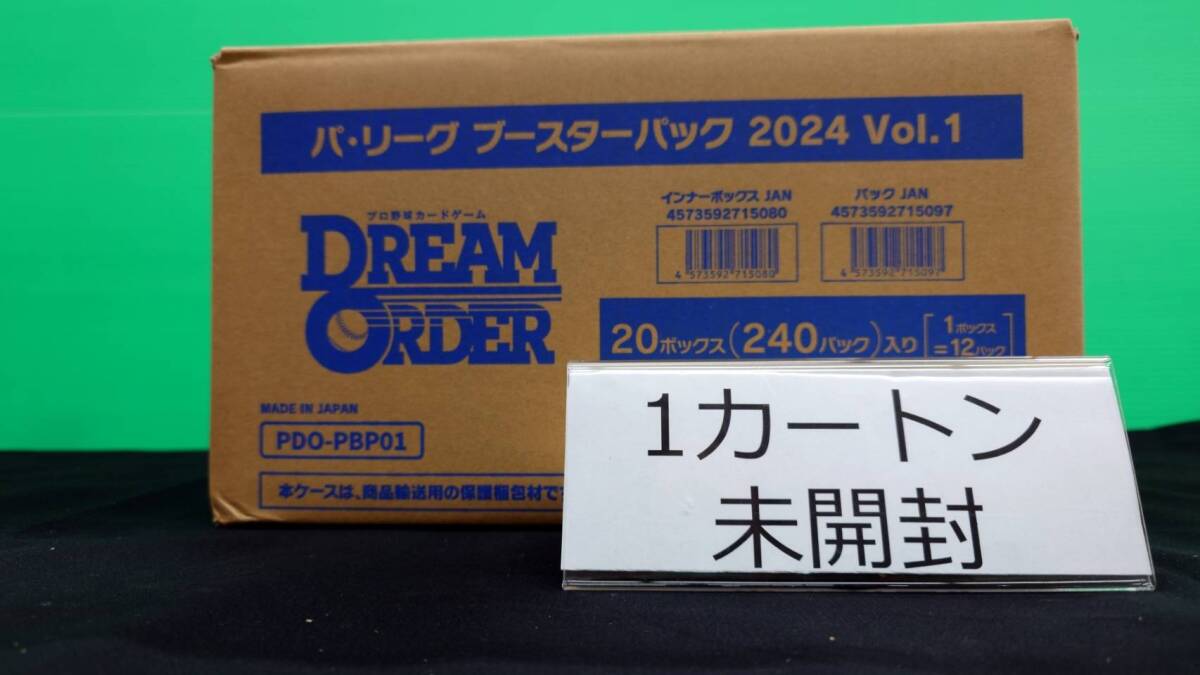 パ・リーグ ブースターパック 2024 Vol.1
プロ野球カードゲーム
DREAM
ORDER
インナーボックス JAN
4573592715080
4 573592 715080
パック JAN
4573592715097
4 573592 715097
20ボックス(240パック)入り[1ボックス
=12パック]
MADE IN JAPAN
PDO-PBP01
本ケースは、商品輸送用の保護梱包材で
1カートン
未開封